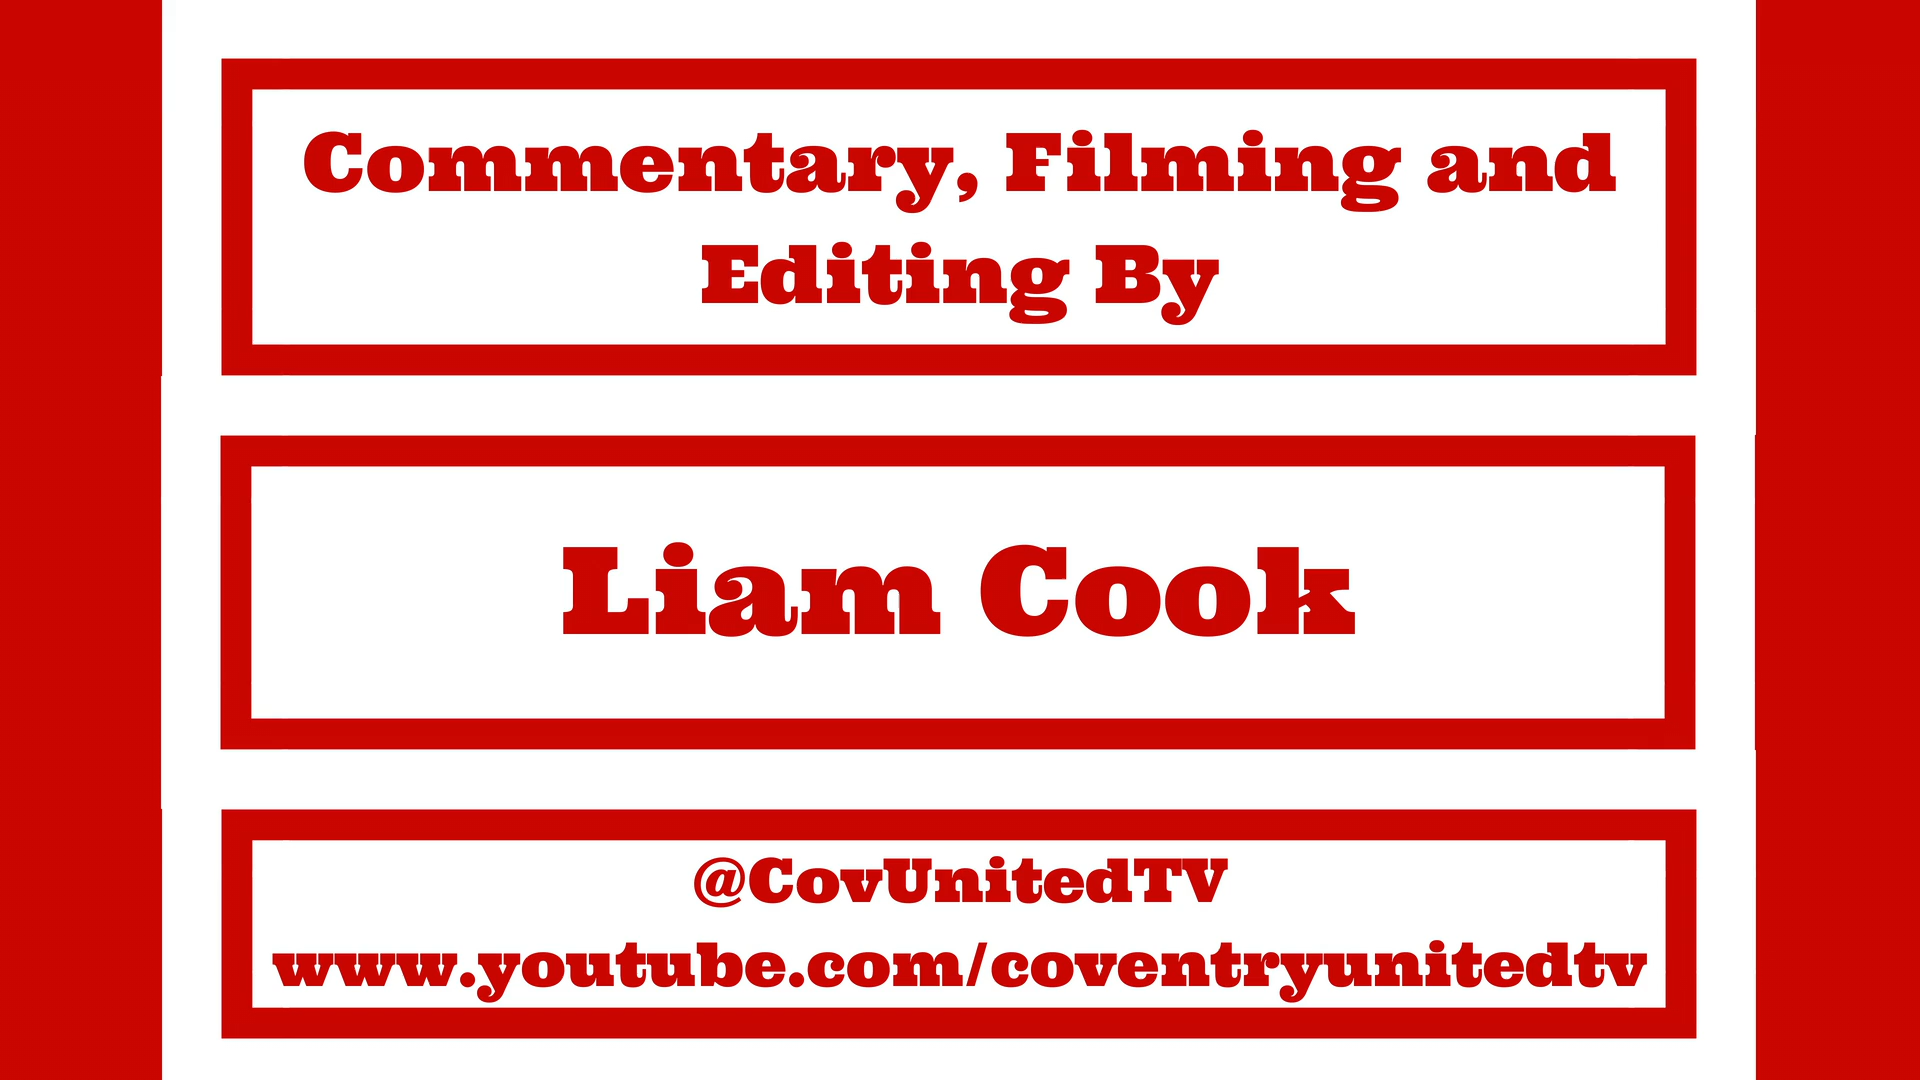 Commentary, Filming and
Editing By
Liam Cook
@CovUnitedTV
www.youtube.com/coventryunitedtv